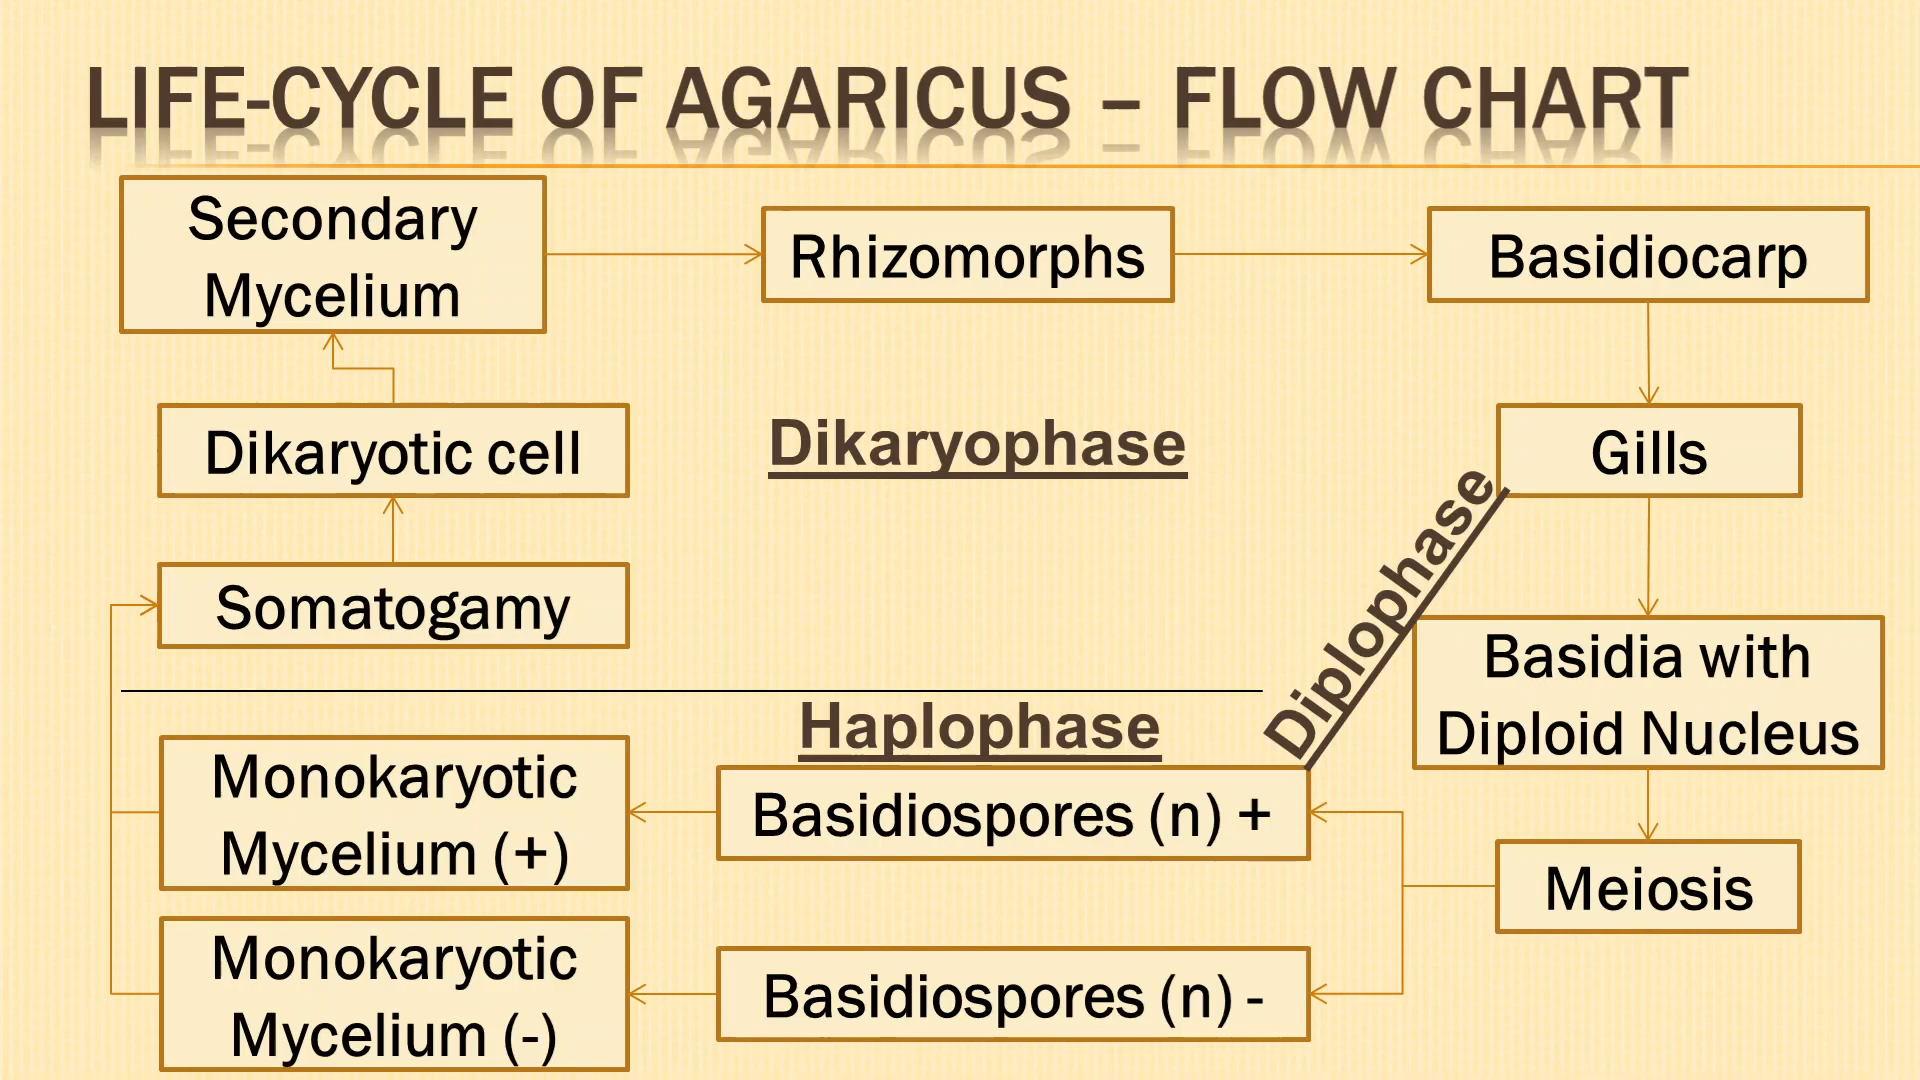 LIFE-CYCLE OF AGARICUS – FLOW CHART
Secondary
Mycelium
Rhizomorphs
Basidiocarp
Dikaryotic cell
Dikaryophase
Gills
Somatogamy
Diplophase
Basidia with
Diploid Nucleus
Haplophase
Monokaryotic
Mycelium (+)
Basidiospores (n) +
Meiosis
Monokaryotic
Mycelium (-)
Basidiospores (n) -